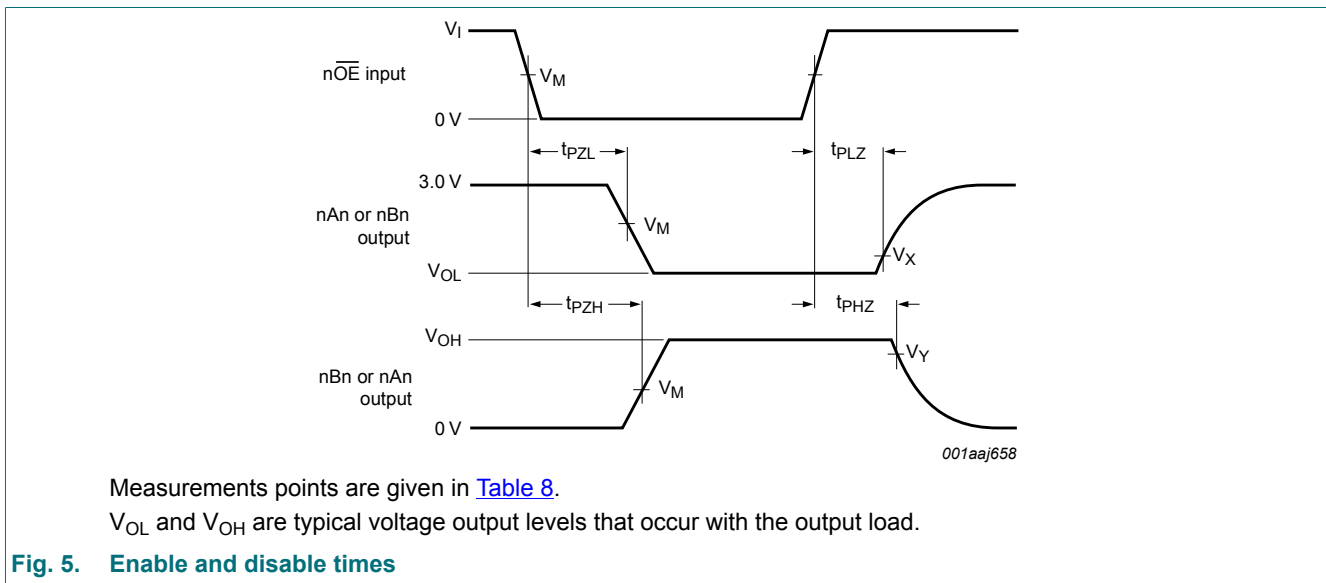 VI
nOE input
VM
0 V
tPZL
tPLZ
3.0 V
nAn or nBn
output
VM
VX
VOL
tPZH
tPHZ
VOH
VY
nBn or nAn
output
VM
0 V
001aaj658
Measurements points are given in Table 8.
VOL and VOH are typical voltage output levels that occur with the output load.
Fig. 5. Enable and disable times